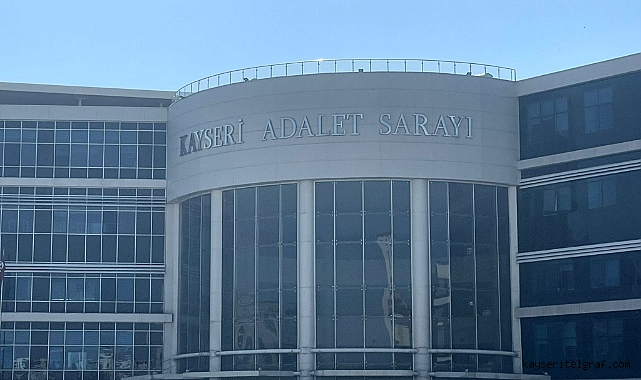 KAYSERİ ADALET SARAYI
kayseritelgraf.com